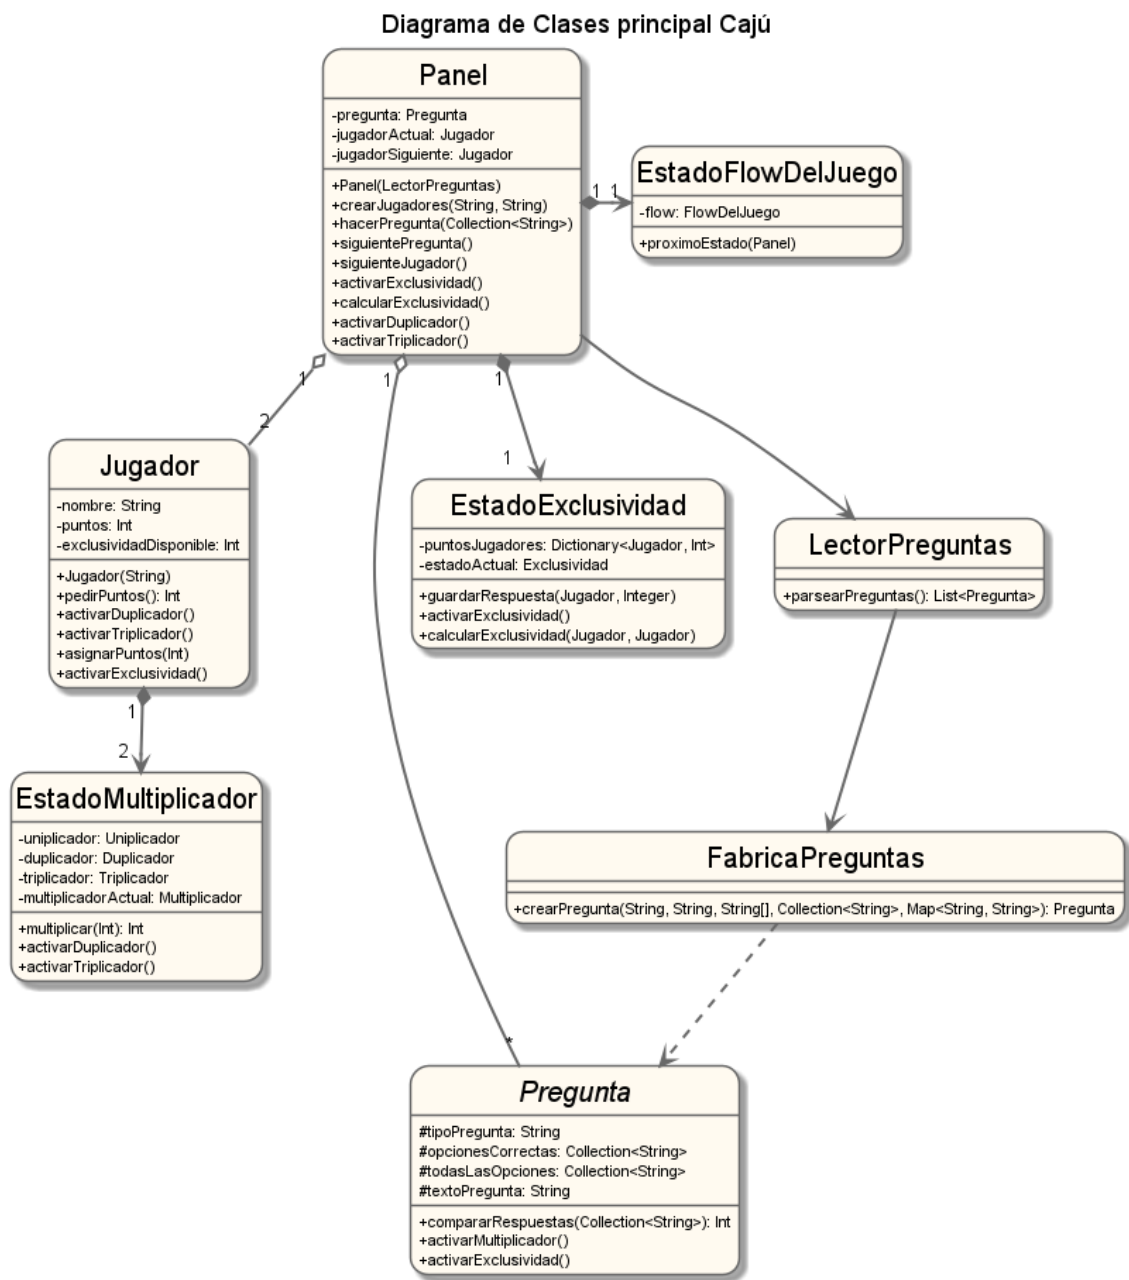 Diagrama de Clases principal Cajú
Panel
-pregunta: Pregunta
-jugadorActual: Jugador
-jugadorSiguiente: Jugador
+Panel(LectorPreguntas)
+crearJugadores(String, String)
+hacerPregunta(Collection<String>)
+siguientePregunta()
+siguienteJugador()
+activarExclusividad()
+calcularExclusividad()
+activarDuplicador()
+activarTriplicador()
1 1
EstadoFlowDelJuego
-flow: FlowDelJuego
+proximoEstado(Panel)
1
2
1
1
1
Jugador
-nombre: String
-puntos: Int
-exclusividadDisponible: Int
+Jugador(String)
+pedirPuntos(): Int
+activarDuplicador()
+activarTriplicador()
+asignarPuntos(Int)
+activarExclusividad()
EstadoExclusividad
-puntosJugadores: Dictionary<Jugador, Int>
-estadoActual: Exclusividad
+guardarRespuesta(Jugador, Integer)
+activarExclusividad()
+calcularExclusividad(Jugador, Jugador)
LectorPreguntas
+parsearPreguntas(): List<Pregunta>
1
2
EstadoMultiplicador
-uniplicador: Uniplicador
-duplicador: Duplicador
-triplicador: Triplicador
-multiplicadorActual: Multiplicador
+multiplicar(Int): Int
+activarDuplicador()
+activarTriplicador()
FabricaPreguntas
+crearPregunta(String, String, String[], Collection<String>, Map<String, String>): Pregunta
*
Pregunta
#tipoPregunta: String
#opcionesCorrectas: Collection<String>
#todasLasOpciones: Collection<String>
#textoPregunta: String
+compararRespuestas(Collection<String>): Int
+activarMultiplicador()
+activarExclusividad()